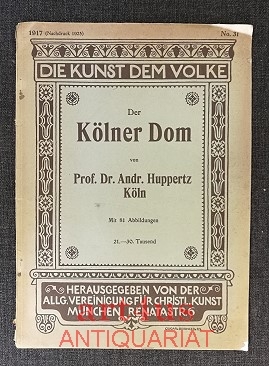 1917 (Nachdruck 1925) No. 31
DIE KUNST DEM VOLKE
Der
Kölner Dom
von
Prof. Dr. Andr. Huppertz
Köln
Mit 81 Abbildungen
21.—30. Tausend
HERAUSGEGEBEN VON DER
ALLG. VEREINIGUNG FÜR CHRISTL. KUNST
MÜNCHEN, RENATASTR. 6
ANTIQUARIAT